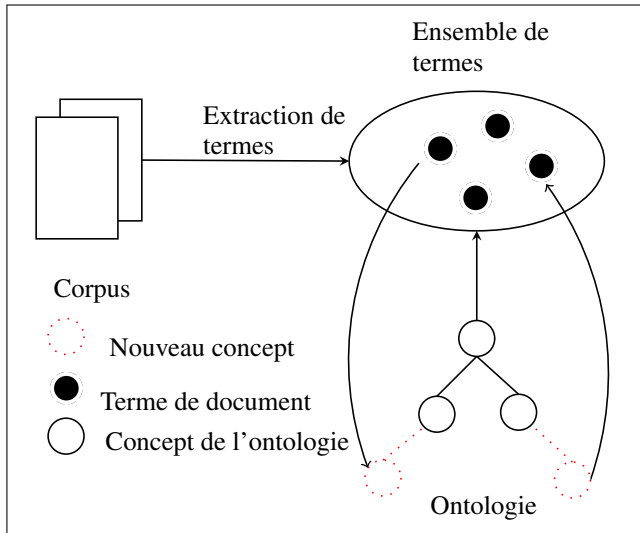 Ensemble de
termes
Extraction de
termes
Corpus
Nouveau concept
Terme de document
Concept de l'ontologie
Ontologie